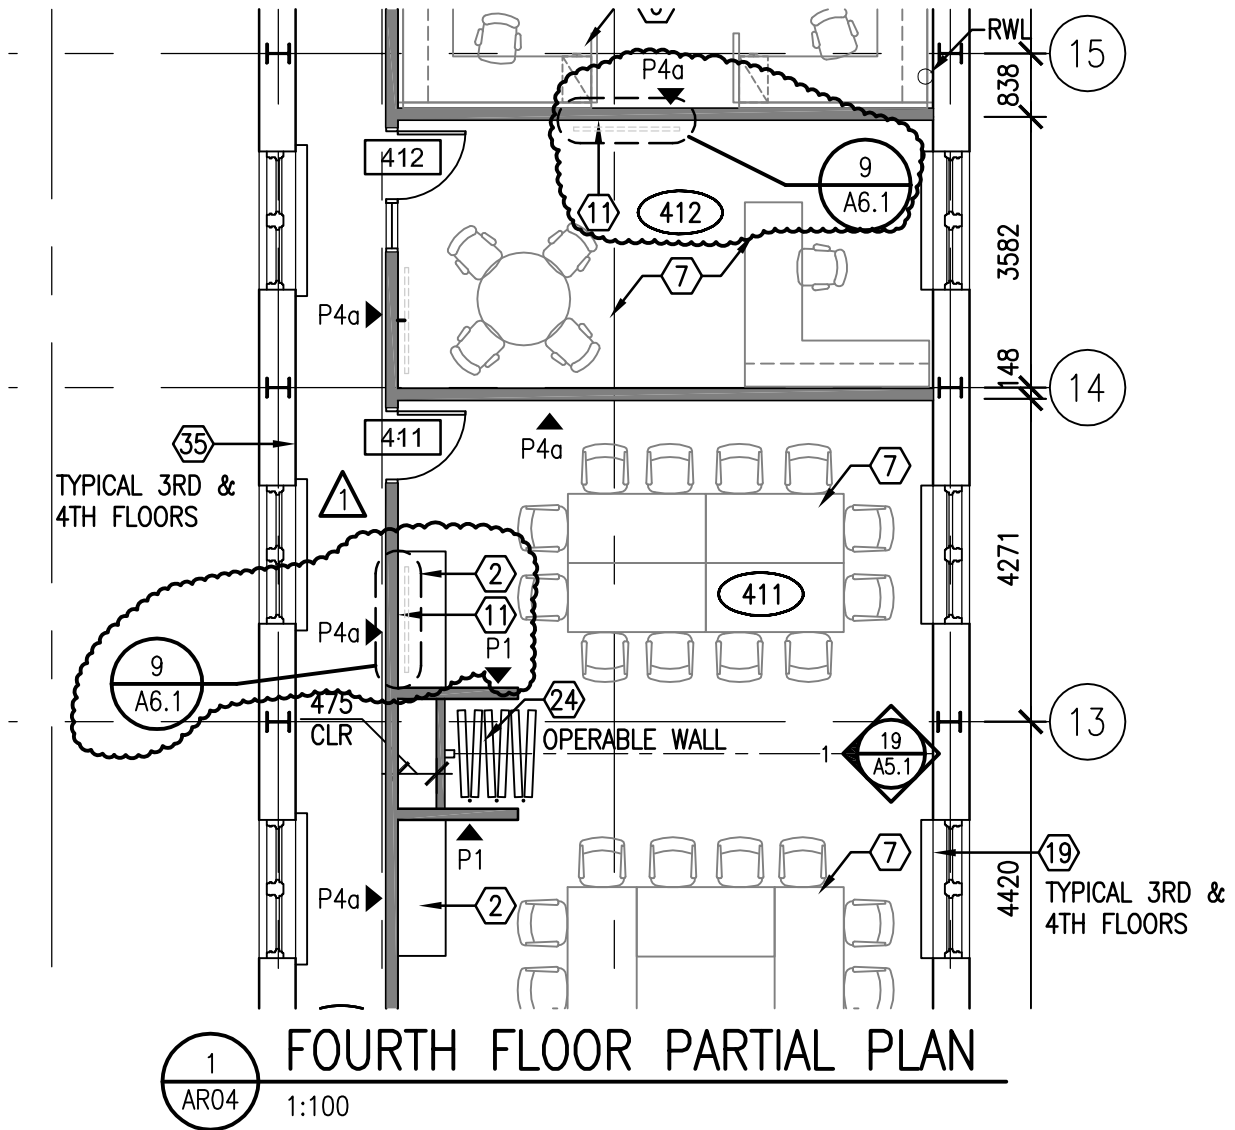 RWL
15
P4a
838
412
9
A6.1
11
412
3582
7
P4a
148
14
411
P4a
35
7
TYPICAL 3RD &
4TH FLOORS
1
2
411
4271
11
P4a
P1
9
A6.1
24
475
CLR
OPERABLE WALL
1
19
A5.1
13
P1
7
19
4420
TYPICAL 3RD &
4TH FLOORS
P4a
2
FOURTH FLOOR PARTIAL PLAN
1
AR04
1:100